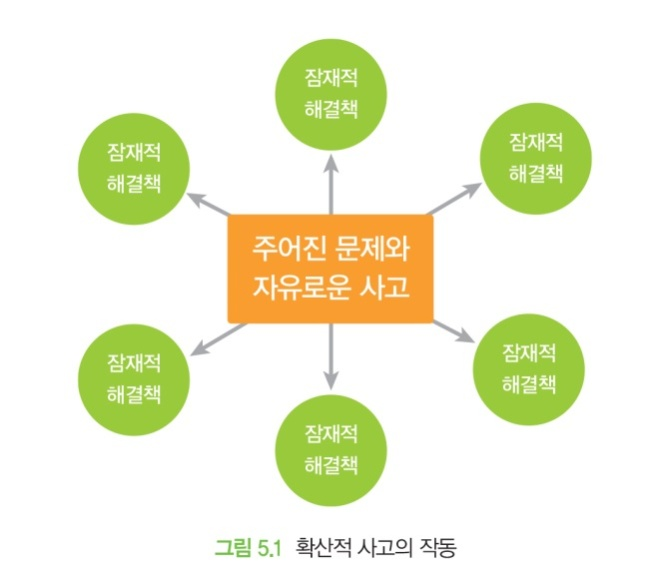 잠재적
해결책
잠재적
해결책
잠재적
해결책
주어진 문제와
자유로운 사고
잠재적
해결책
잠재적
해결책
잠재적
해결책
그림 5.1 확산적 사고의 작동